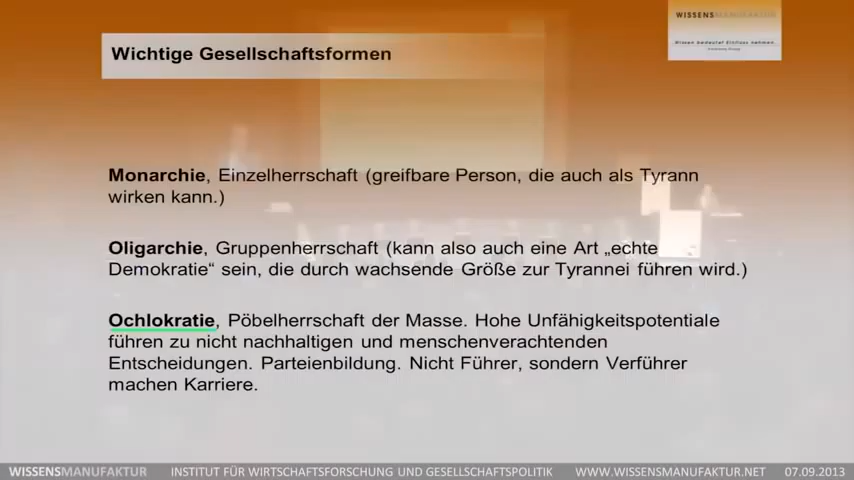 WISSENSMANUFAKTUR
Wichtige Gesellschaftsformen
Monarchie, Einzelherrschaft (greifbare Person, die auch als Tyrann
wirken kann.)
Oligarchie, Gruppenherrschaft (kann also auch eine Art „echte
Demokratie“ sein, die durch wachsende Größe zur Tyrannei führen wird.)
Ochlokratie, Pöbelherrschaft der Masse. Hohe Unfähigkeitspotentiale
führen zu nicht nachhaltigen und menschenverachtenden
Entscheidungen. Parteienbildung. Nicht Führer, sondern Verführer
machen Karriere.
WISSENSMANUFAKTUR INSTITUT FÜR WIRTSCHAFTSFORSCHUNG UND GESELLSCHAFTSPOLITIK WWW.WISSENSMANUFAKTUR.NET 07.09.2013